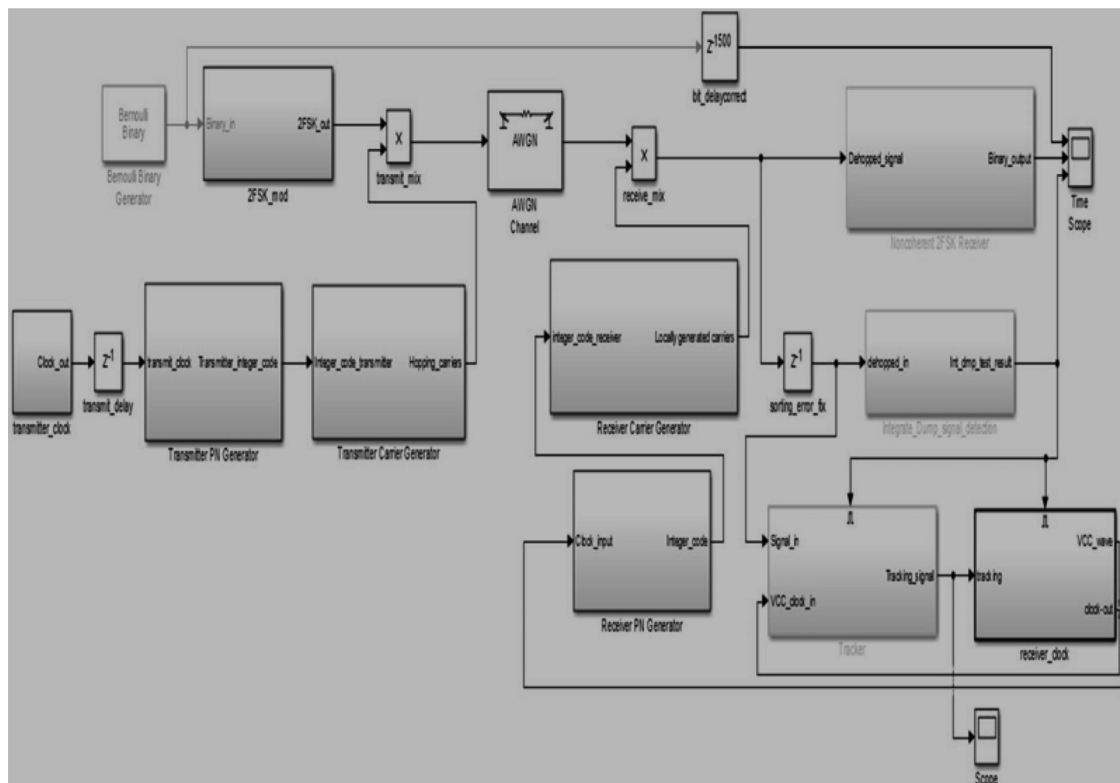 Z-1500
bit_delaycorrect
Bernoulli
Binary
Bernoulli Binary
Generator
Binary_in
2FSK_out
2FSK_mod
X
transmit_mix
AWGN
AWGN
Channel
X
receive_mix
Dehopped_signal
Binary_output
Noncoherent 2FSK Receiver
Time
Scope
Clock_out
transmitter_clock
Z-1
transmit_delay
transmit_clock
Transmitter_integer_code
Transmitter PN Generator
Integer_code_transmitter
Hopping_carriers
Transmitter Carrier Generator
integer_code_receiver
Locally generated carriers
Receiver Carrier Generator
Z-1
sorting_error_fix
dehopped_in
Int_dmp_test_result
Integrate_Dump_signal_detection
Clock_input
Integer_code
Receiver PN Generator
Signal_in
VCC_clock_in
Tracking_signal
Tracker
tracking
VCC_wave
clock-out
receiver_clock
Scope